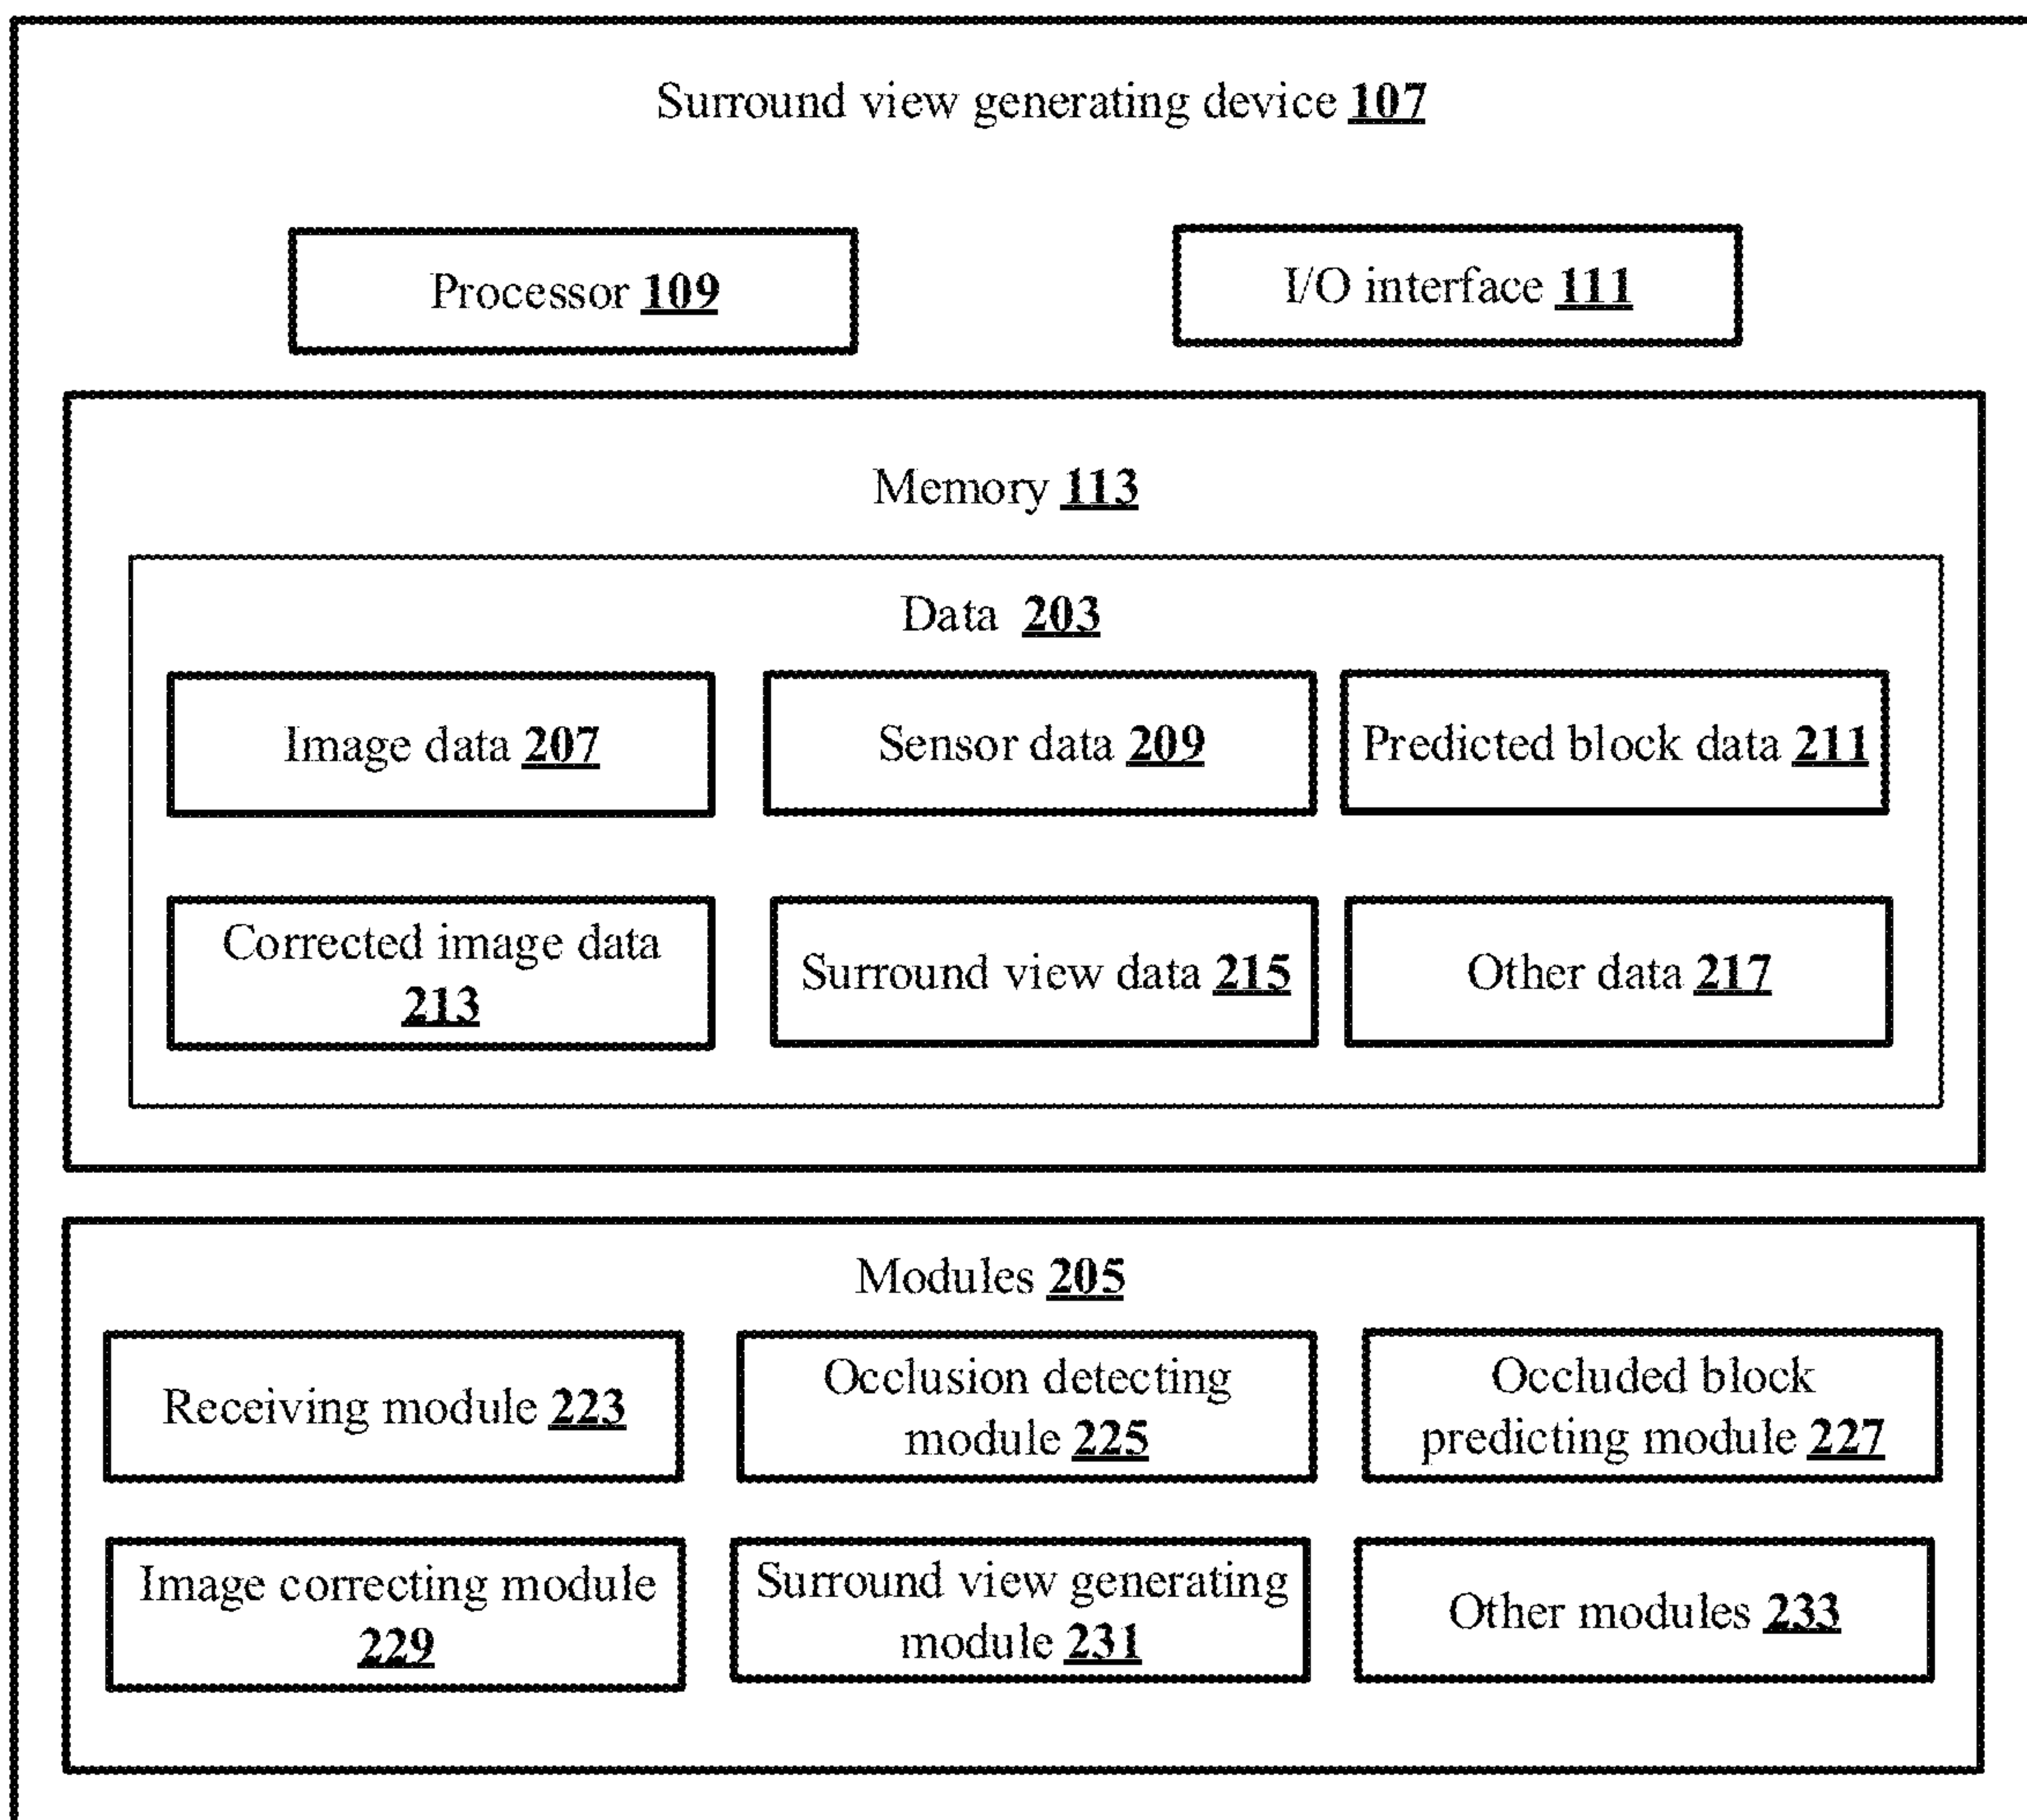 Surround view generating device 107
Processor 109
I/O interface 111
Memory 113
Data 203
Image data 207
Sensor data 209
Predicted block data 211
Corrected image data
213
Surround view data 215
Other data 217
Modules 205
Receiving module 223
Occlusion detecting
module 225
Occluded block
predicting module 227
Image correcting module
229
Surround view generating
module 231
Other modules 233